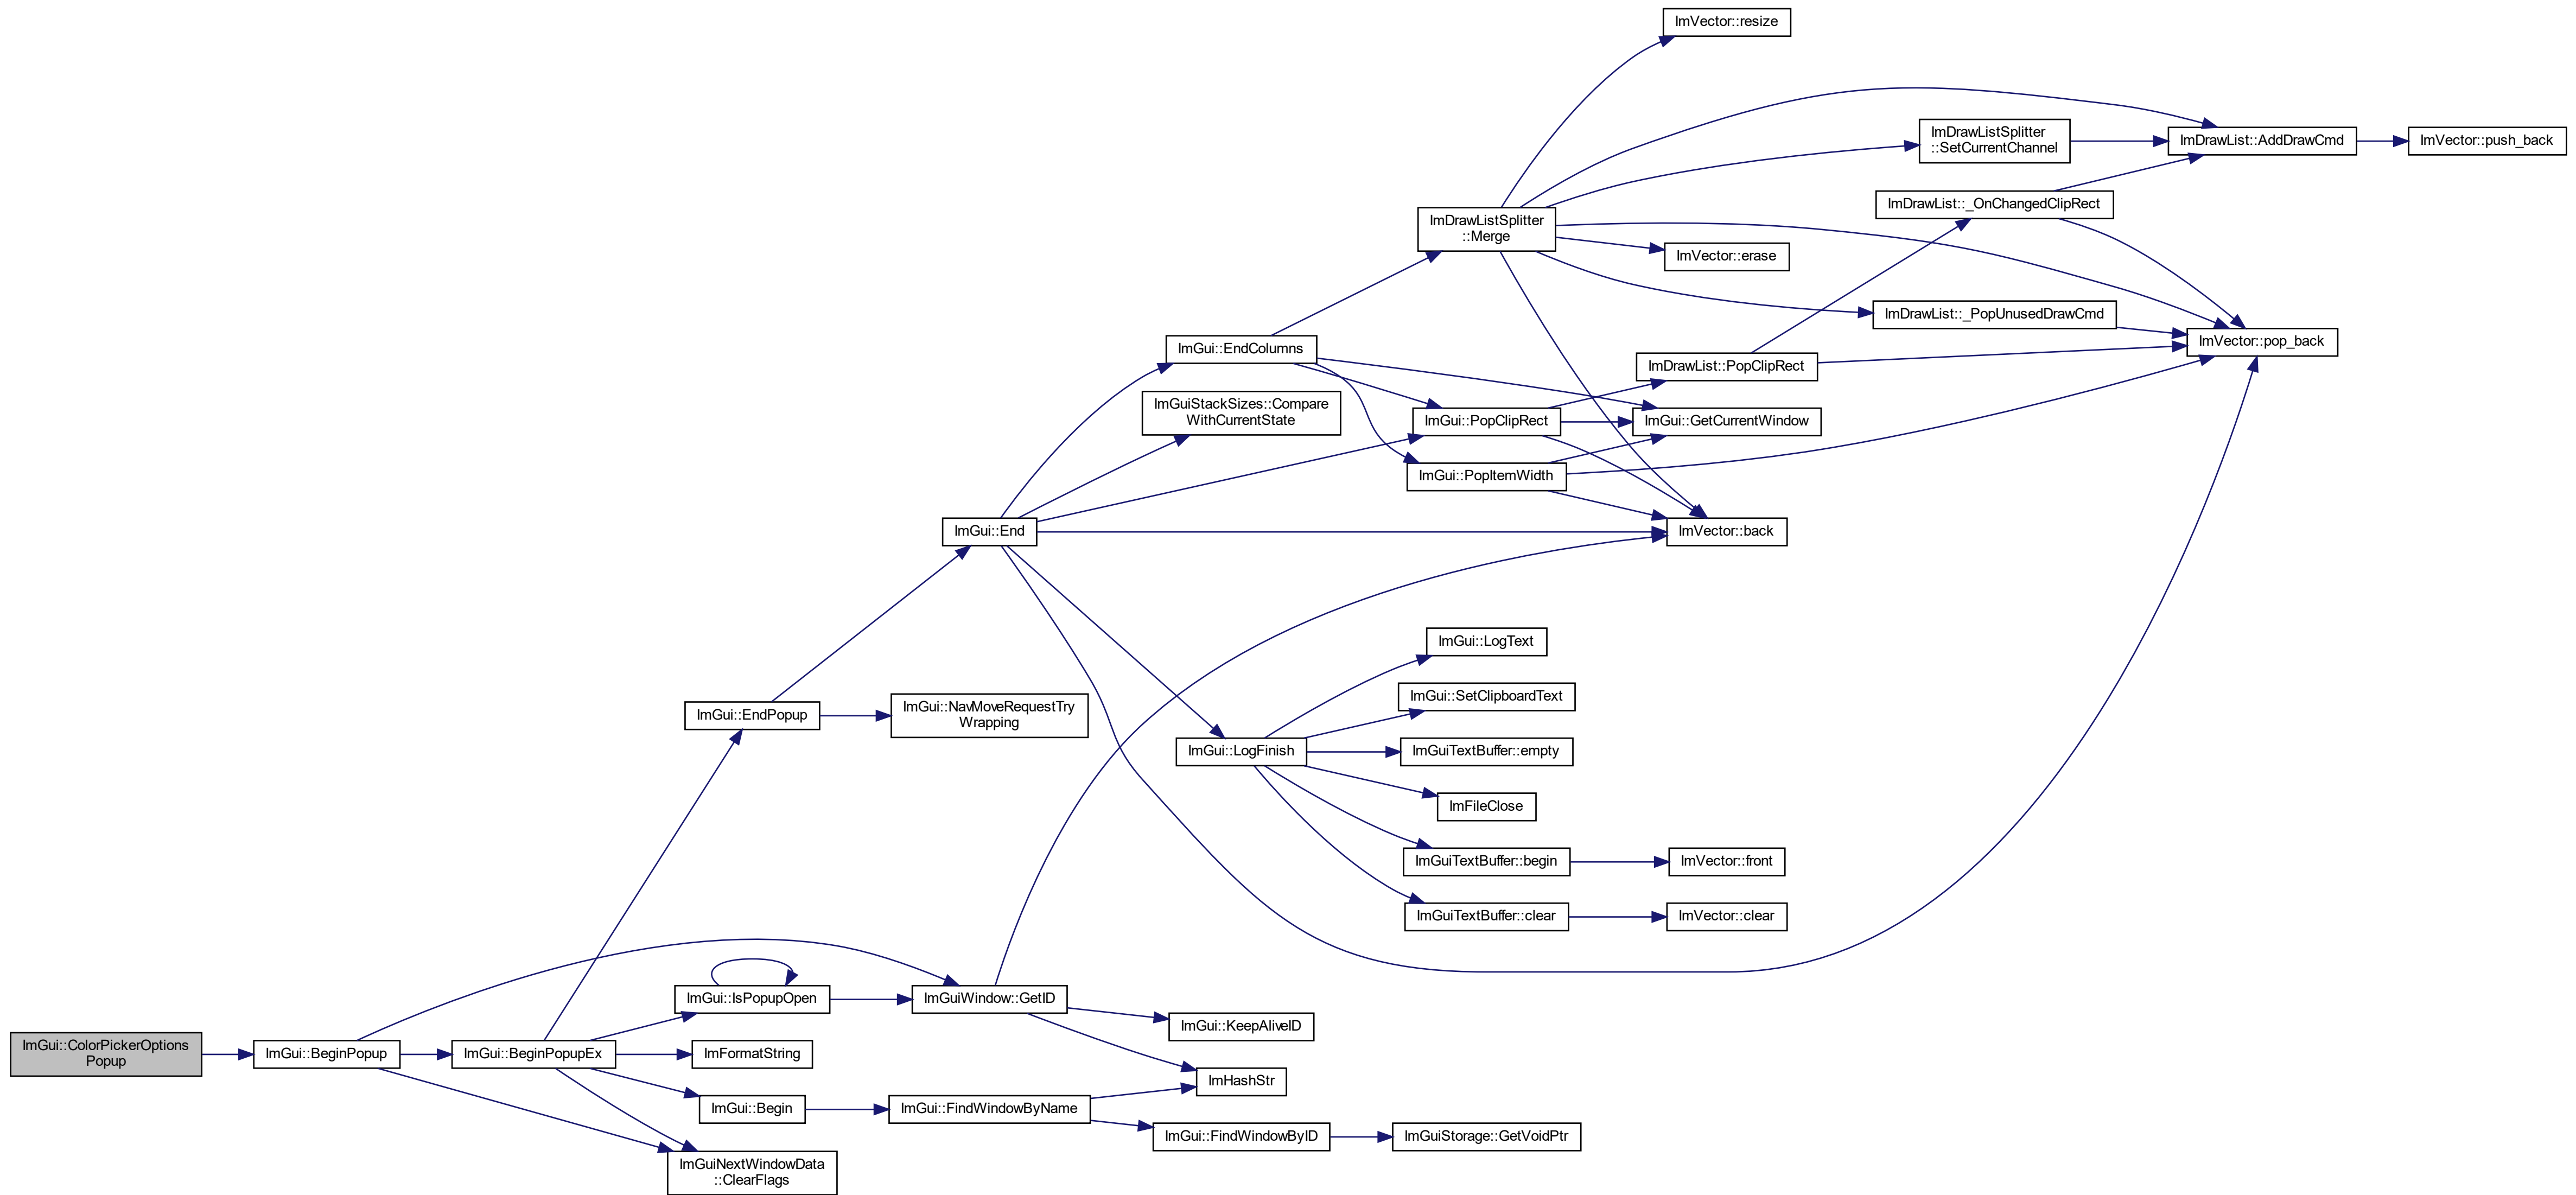 ImVector::resize
ImDrawListSplitter
::SetCurrentChannel
ImDrawList::AddDrawCmd
ImVector::push_back
ImDrawList::_OnChangedClipRect
ImDrawListSplitter
::Merge
ImVector::erase
ImDrawList::_PopUnusedDrawCmd
ImVector::pop_back
ImGui::EndColumns
ImDrawList::PopClipRect
ImGuiStackSizes::Compare
WithCurrentState
ImGui::PopClipRect
ImGui::GetCurrentWindow
ImGui::PopItemWidth
ImGui::End
ImVector::back
ImGui::LogText
ImGui::SetClipboardText
ImGui::EndPopup
ImGui::NavMoveRequestTry
Wrapping
ImGui::LogFinish
ImGuiTextBuffer::empty
ImFileClose
ImGuiTextBuffer::begin
ImVector::front
ImGuiTextBuffer::clear
ImVector::clear
ImGui::IsPopupOpen
ImGuiWindow::GetID
ImGui::KeepAliveID
ImGui::ColorPickerOptions
Popup
ImGui::BeginPopup
ImGui::BeginPopupEx
ImFormatString
ImHashStr
ImGui::Begin
ImGui::FindWindowByName
ImGui::FindWindowByID
ImGuiStorage::GetVoidPtr
ImGuiNextWindowData
::ClearFlags